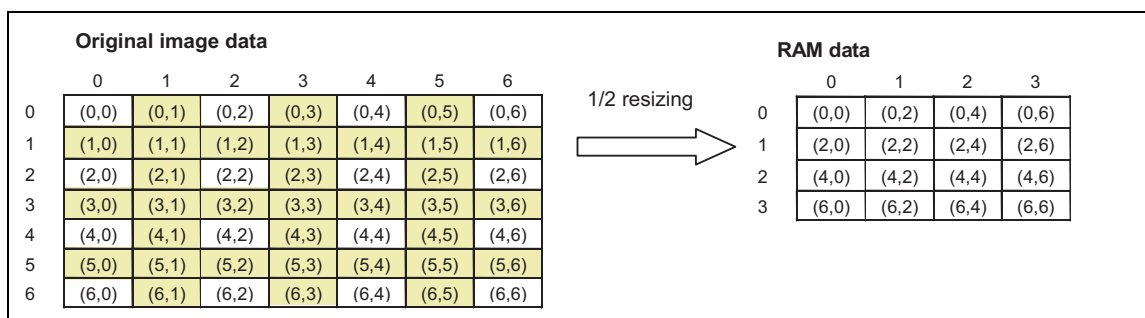 Original image data
0 1 2 3 4 5 6
0 (0,0) (0,1) (0,2) (0,3) (0,4) (0,5) (0,6)
1 (1,0) (1,1) (1,2) (1,3) (1,4) (1,5) (1,6)
2 (2,0) (2,1) (2,2) (2,3) (2,4) (2,5) (2,6)
3 (3,0) (3,1) (3,2) (3,3) (3,4) (3,5) (3,6)
4 (4,0) (4,1) (4,2) (4,3) (4,4) (4,5) (4,6)
5 (5,0) (5,1) (5,2) (5,3) (5,4) (5,5) (5,6)
6 (6,0) (6,1) (6,2) (6,3) (6,4) (6,5) (6,6)
1/2 resizing
RAM data
0 1 2 3
0 (0,0) (0,2) (0,4) (0,6)
1 (2,0) (2,2) (2,4) (2,6)
2 (4,0) (4,2) (4,4) (4,6)
3 (6,0) (6,2) (6,4) (6,6)